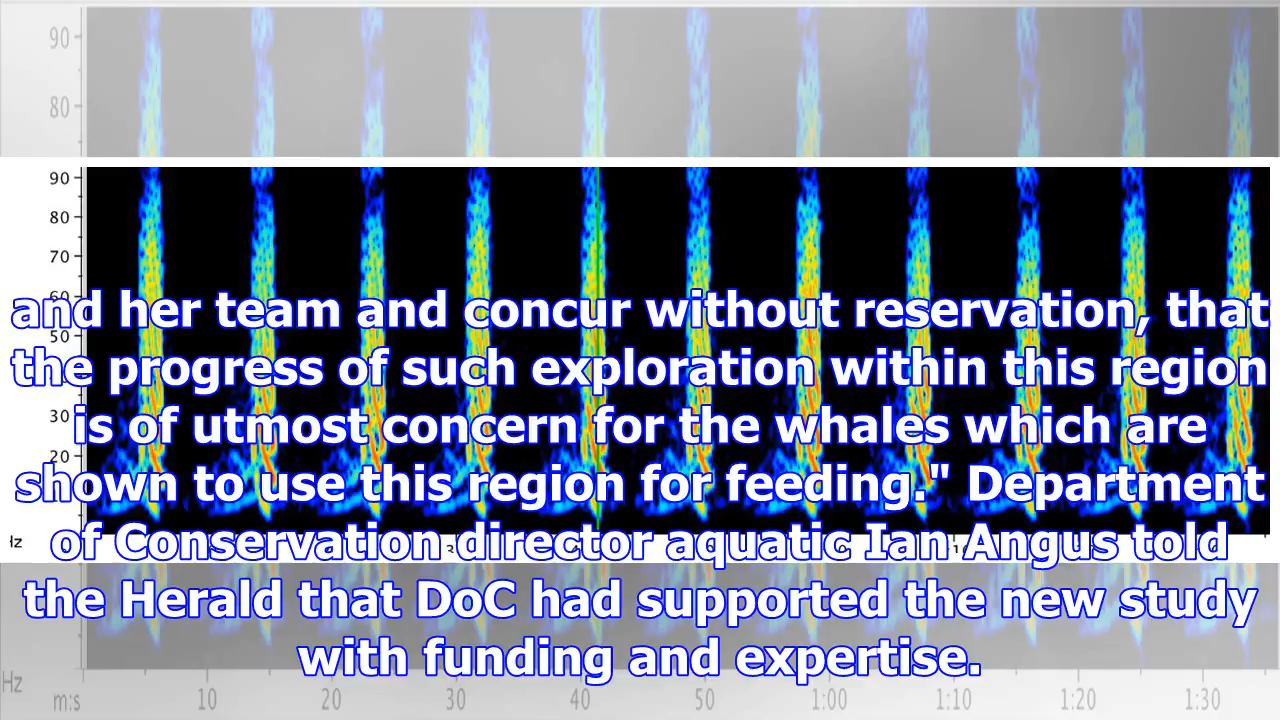 90
80
90
80
70
60
and her team and concur without reservation, that
50
the progress of such exploration within this region
30
is of utmost concern for the whales which are
20
shown to use this region for feeding." Department
Hz
of Conservation director aquatic Ian Angus told
the Herald that DoC had supported the new study
with funding and expertise.
Hz m:s 10 20 30 40 50 1:00 1:10 1:20 1:30